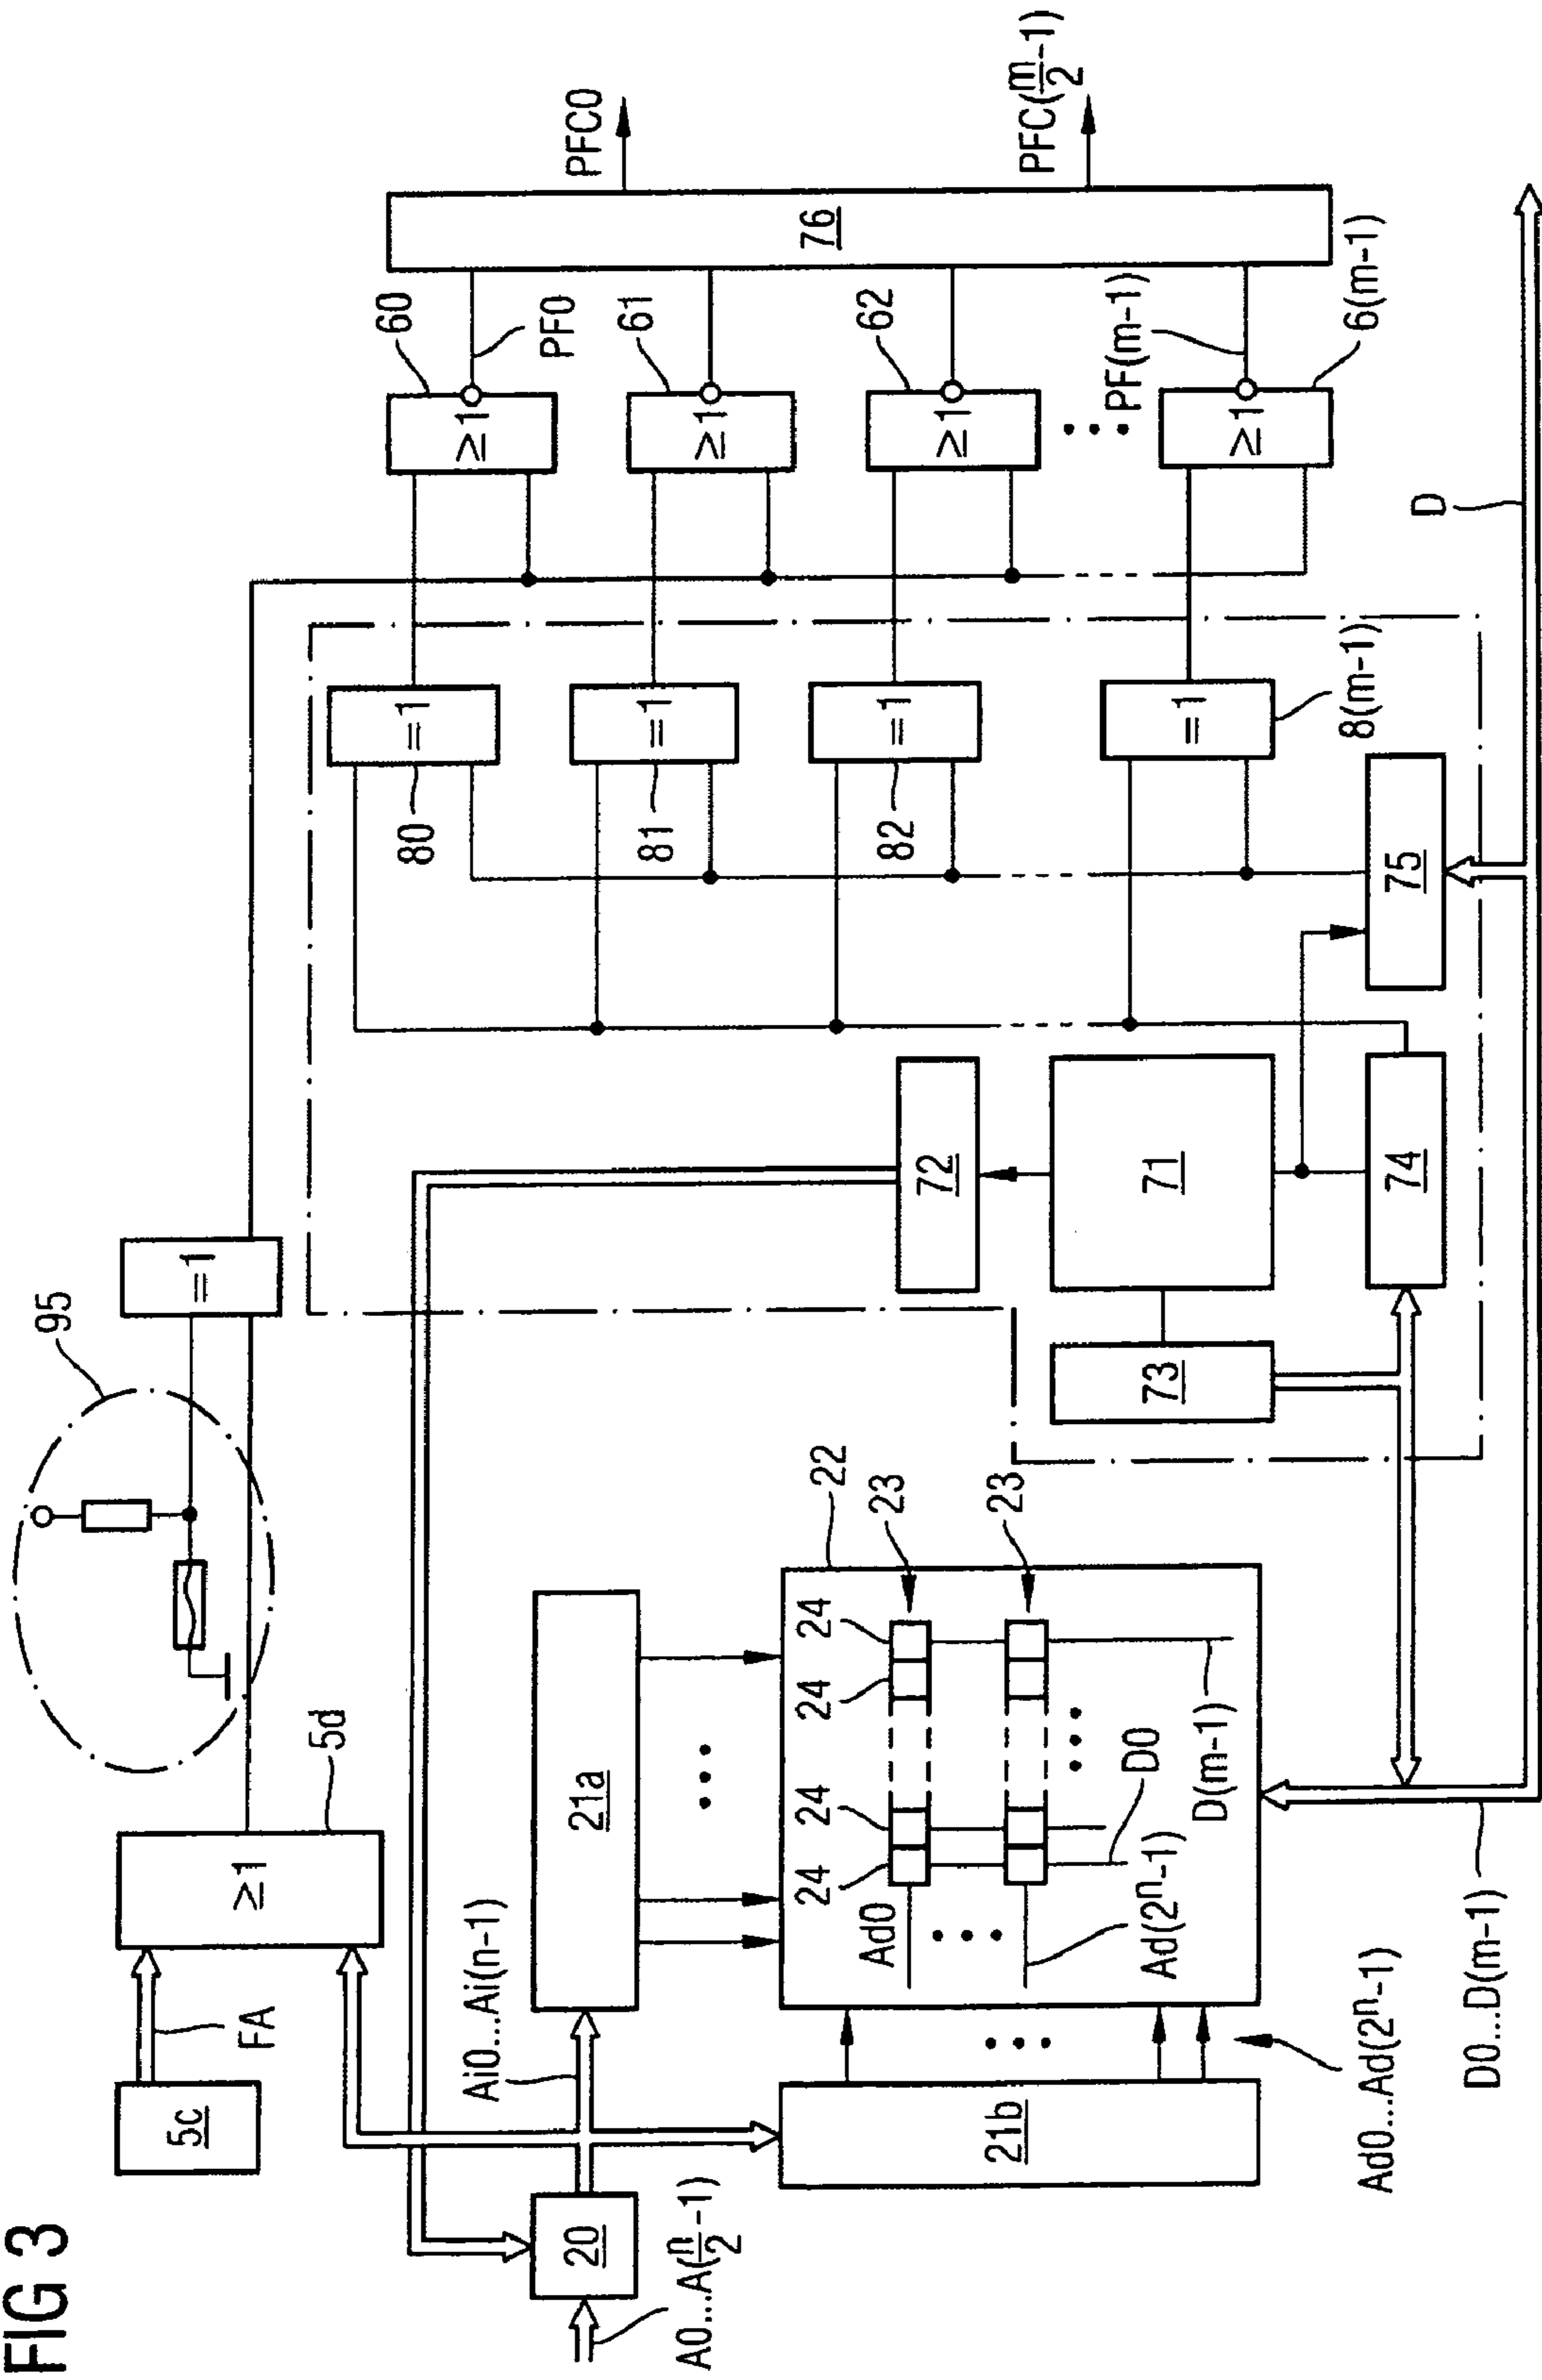 FIG 3
95
5c
FA
≥1
5d
=1
A0...A(n/2-1)
20
Ai0...Ai(n-1)
21a
21b
Ad0...Ad(2ⁿ-1)
22
23
23
24
24
24
24
Ad0
Ad(2ⁿ-1)
D0
D(m-1)
D0...D(m-1)
72
71
73
74
75
=1
80
=1
81
=1
82
=1
8(m-1)
≥1
60
PF0
≥1
61
≥1
62
≥1
PF(m-1)
6(m-1)
76
PFC0
PFC(m/2-1)
D